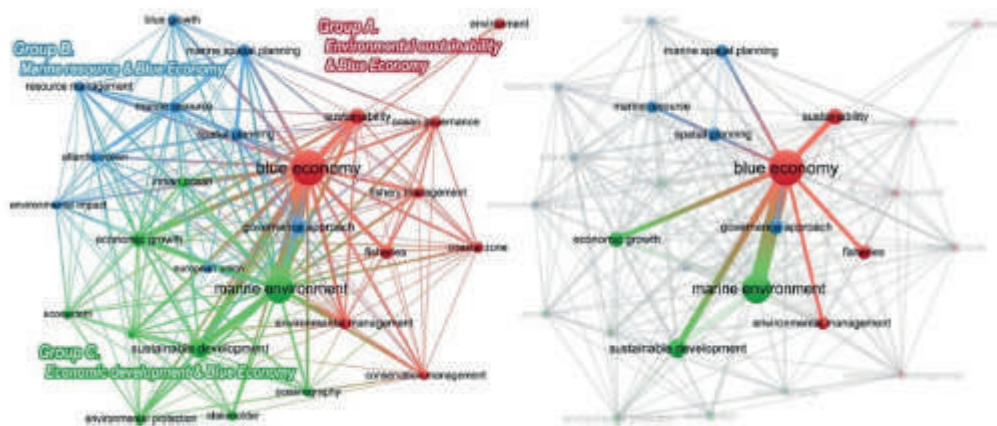 blue growth
Group A.
environment
Environmental sustainability
& Blue Economy
Group B.
Marine resource & Blue Economy
marine spatial planning
resource management
marine resource
sustainability
ocean governance
spatial planning
atlantic ocean
blue economy
indian ocean
fishery management
environmental impact
governance approach
economic growth
fisheries
coastal zone
european union
marine environment
ecosystem
environmental management
sustainable development
Group C.
Economic development & Blue Economy
conservation management
oceanography
environmental protection
stakeholder
marine spatial planning
marine resource
sustainability
spatial planning
blue economy
governance approach
economic growth
fisheries
marine environment
environmental management
sustainable development